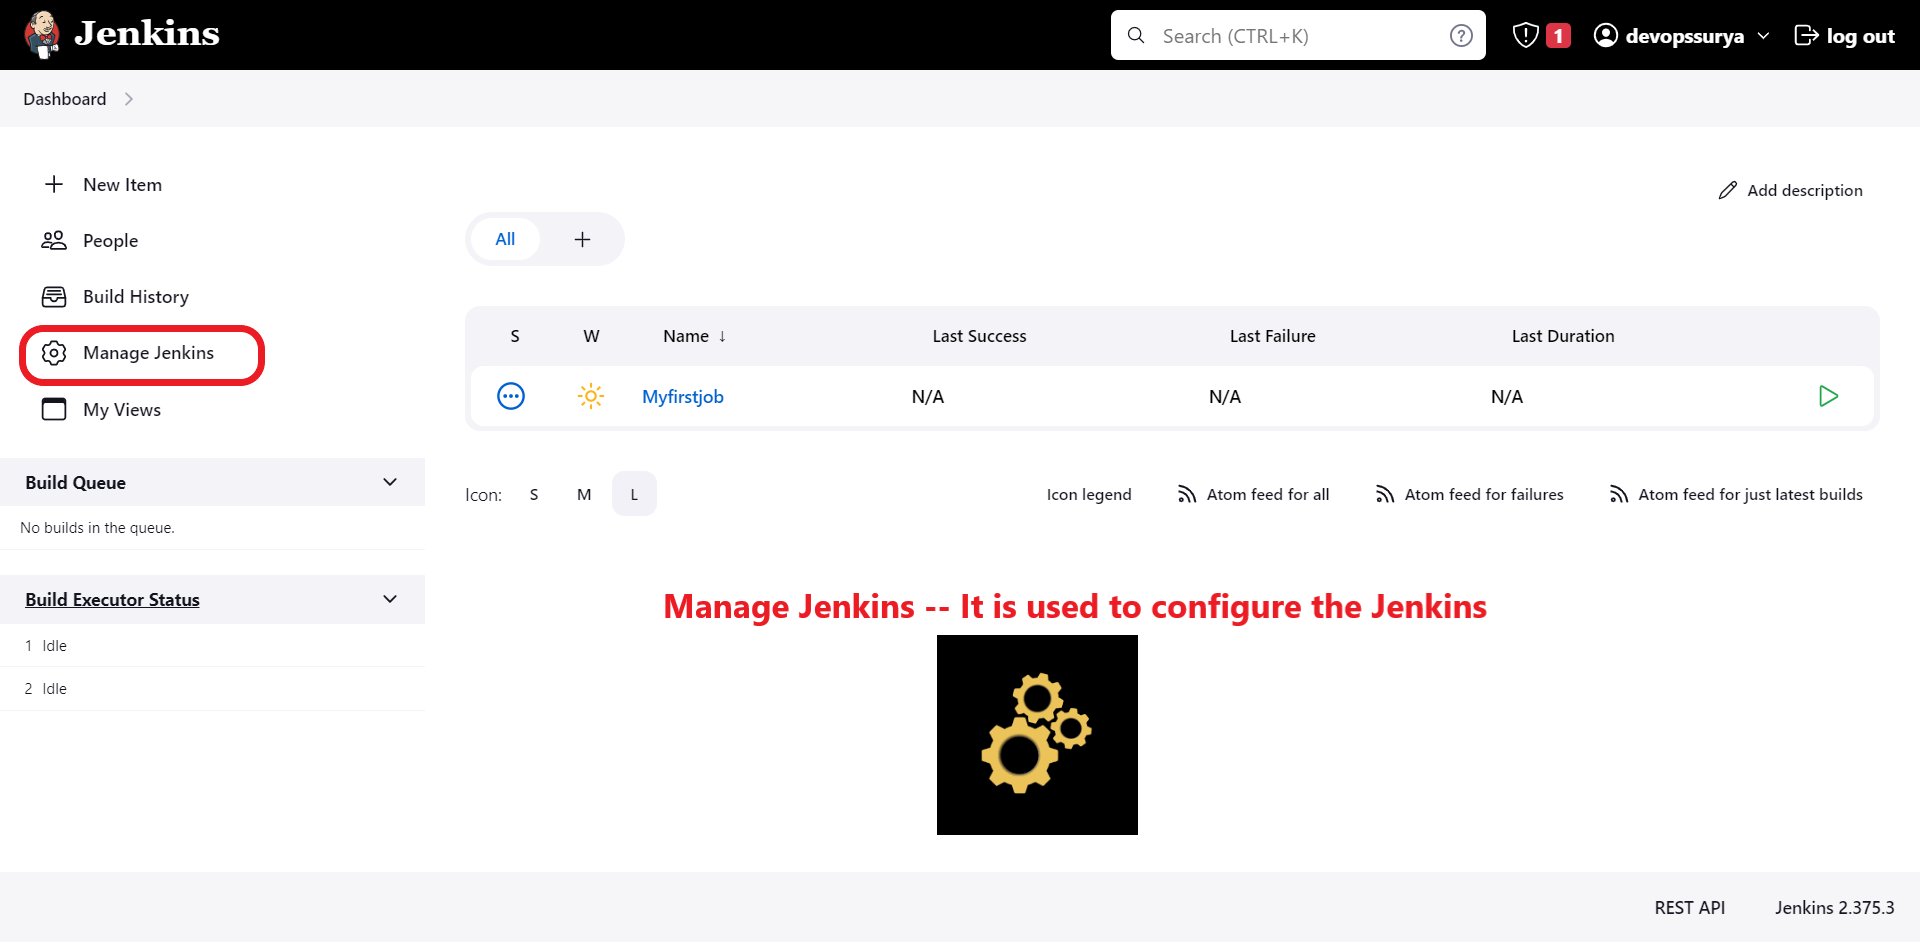 Jenkins
Search (CTRL+K)
1
devopssurya
log out
Dashboard
New Item
People
Build History
Manage Jenkins
My Views
Build Queue
No builds in the queue.
Build Executor Status
1 Idle
2 Idle
Add description
All
S W Name ↓ Last Success Last Failure Last Duration
Myfirstjob N/A N/A N/A
Icon: S M L
Icon legend
Atom feed for all
Atom feed for failures
Atom feed for just latest builds
Manage Jenkins -- It is used to configure the Jenkins
REST API
Jenkins 2.375.3